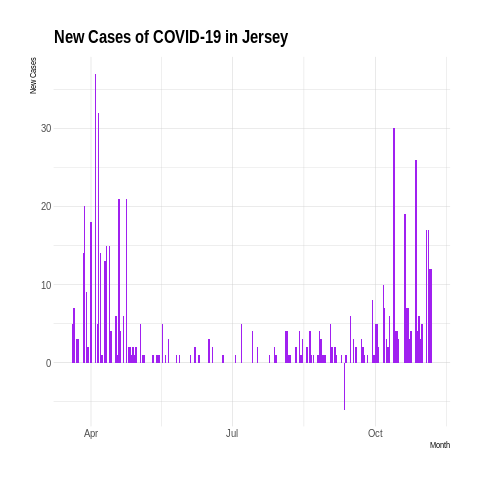 New Cases of COVID-19 in Jersey
New Cases
30
20
10
0
Apr
Jul
Oct
Month